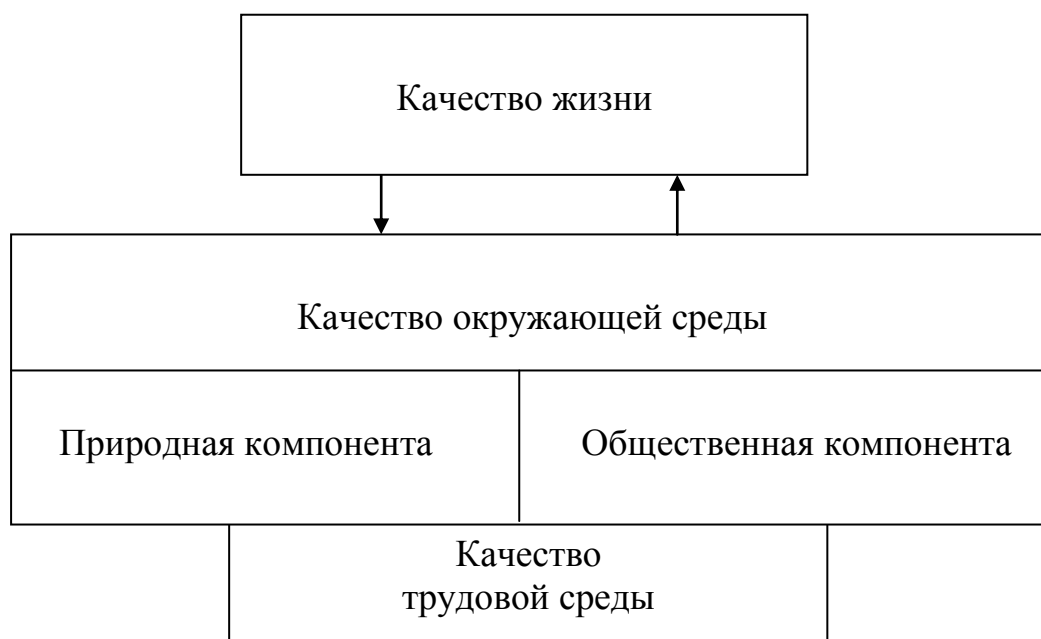 Качество жизни
Качество окружающей среды
Природная компонента
Общественная компонента
Качество
трудовой среды